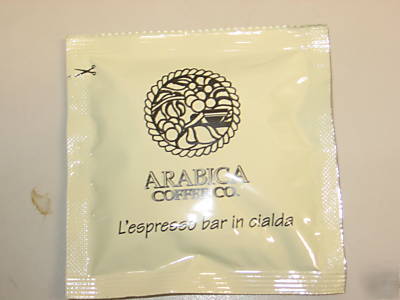 ARABICA
COFFEE CO.
L'espresso bar in cialda